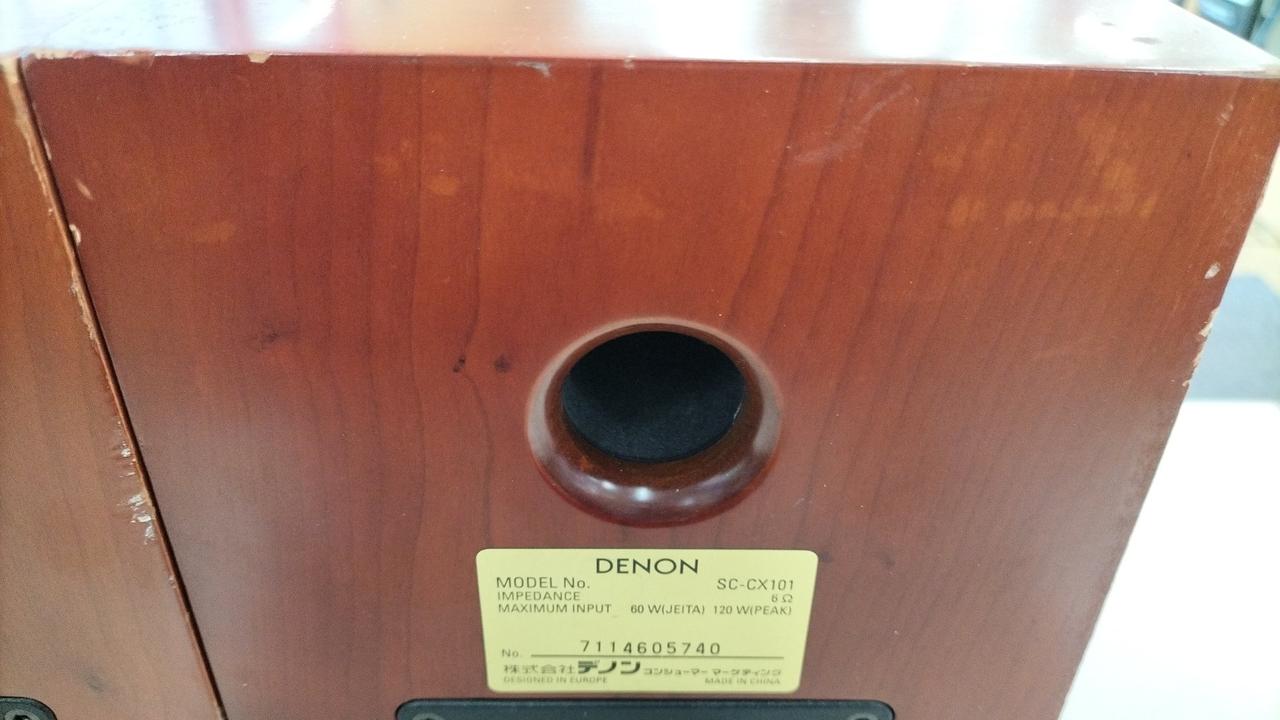 DENON
MODEL No. SC-CX101
IMPEDANCE 6 Ω
MAXIMUM INPUT 60 W(JEITA) 120 W(PEAK)
No. 7114605740
株式会社デノン コンシューマー マーケティング
DESIGNED IN EUROPE MADE IN CHINA